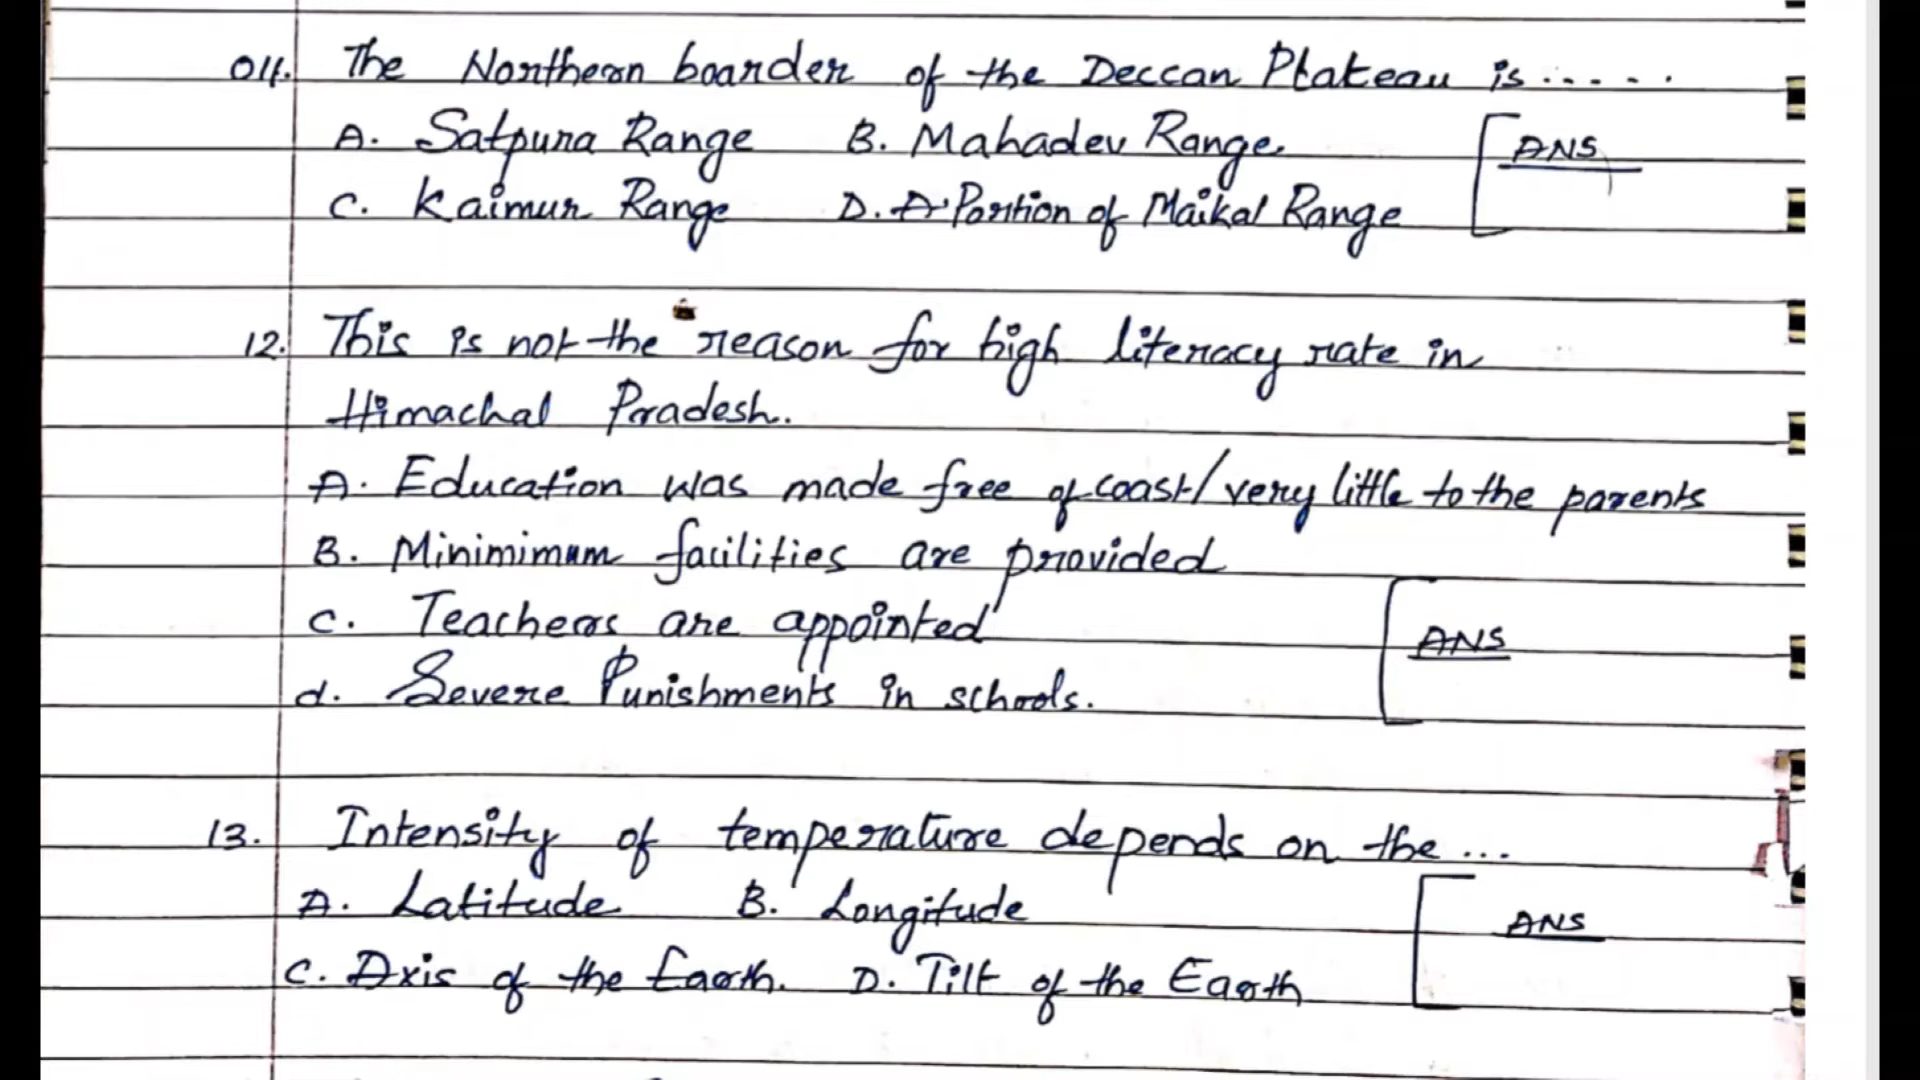 011. The Northern boarder of the Deccan Plateau is.....
A. Satpura Range B. Mahadev Range.
C. Kaimur Range D. A Portion of Maikal Range
ANS
12. This is not the reason for high literacy rate in
Himachal Pradesh.
A. Education was made free of coast/very little to the parents
B. Minimimum facilities are provided
C. Teachers are appointed
d. Severe Punishments in schools.
ANS
13. Intensity of temperature depends on the ...
A. Latitude B. Longitude
C. Axis of the Earth. D. Tilt of the Earth
ANS